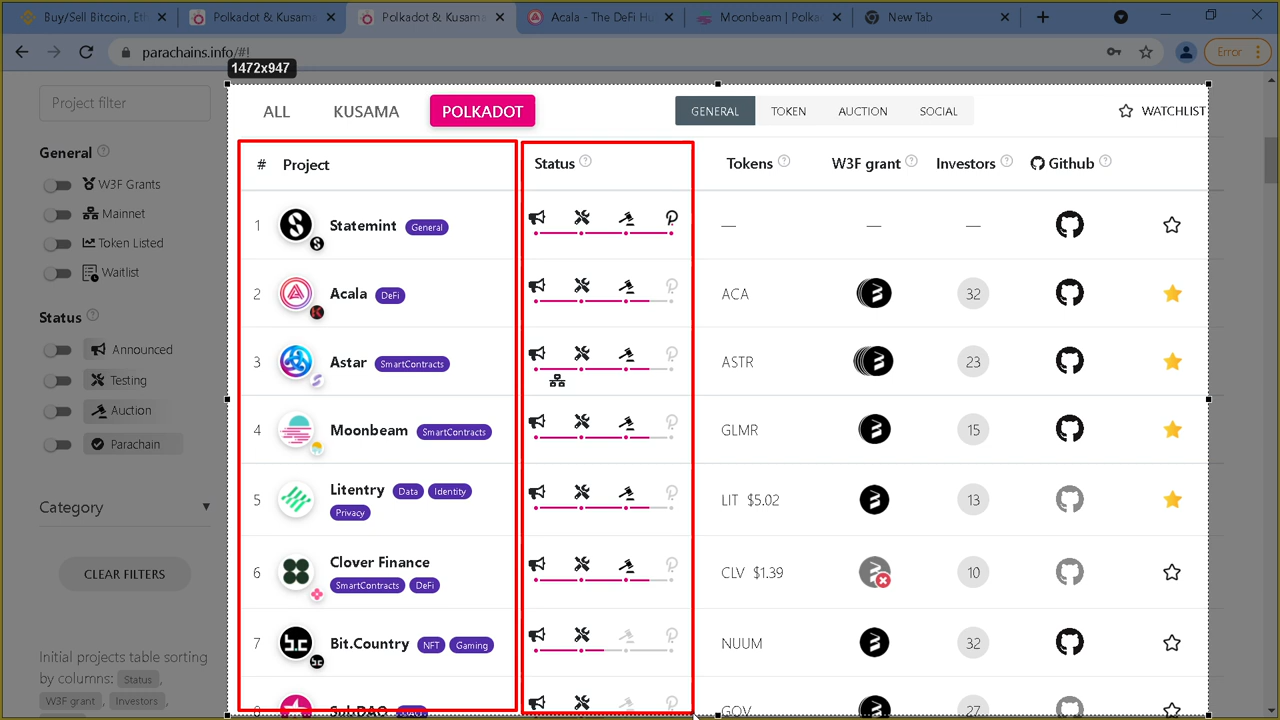 Buy/Sell Bitcoin, Eth
Polkadot & Kusama
Polkadot & Kusama
Acala - The DeFi Hu
Moonbeam | Polka
New Tab
parachains.info/#!
Error
1472x947
Project filter
General
W3F Grants
Mainnet
Token Listed
Waitlist
Status
Announced
Testing
Auction
Parachain
Category
CLEAR FILTERS
Initial projects table sorting
by columns: Status,
W3F grant, Investors
ALL KUSAMA POLKADOT
GENERAL TOKEN AUCTION SOCIAL
WATCHLIST
# Project Status Tokens W3F grant Investors Github
1 Statemint General — — —
2 Acala DeFi ACA 32
3 Astar SmartContracts ASTR 23
4 Moonbeam SmartContracts GLMR 15
5 Litentry Data Identity Privacy LIT $5.02 13
6 Clover Finance SmartContracts DeFi CLV $1.39 10
7 Bit.Country NFT Gaming NUUM 32
8 SubDAO GOV 27